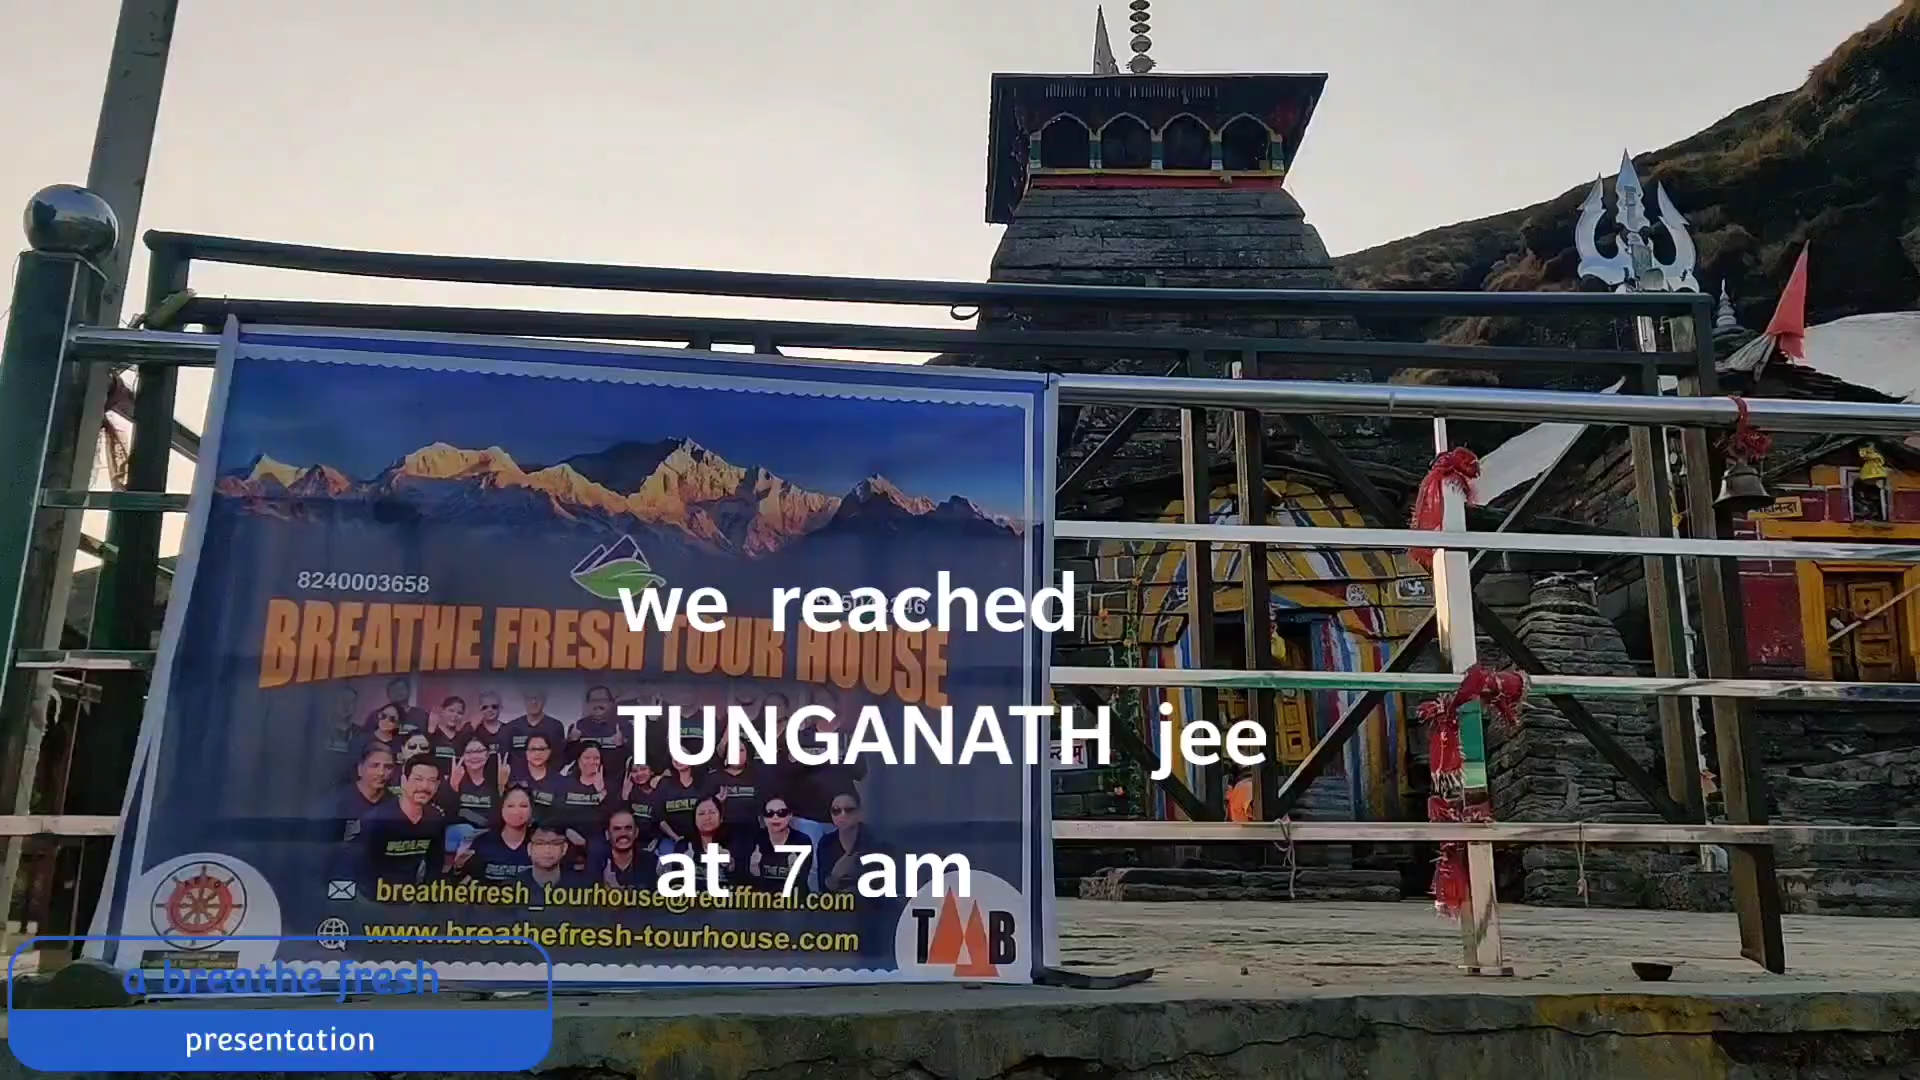 8240003658
BREATHE FRESH TOUR HOUSE
we reached
TUNGANATH jee
at 7 am
breathefresh_tourhouse@rediffmail.com
www.breathefresh-tourhouse.com
T B
a breathe fresh
presentation